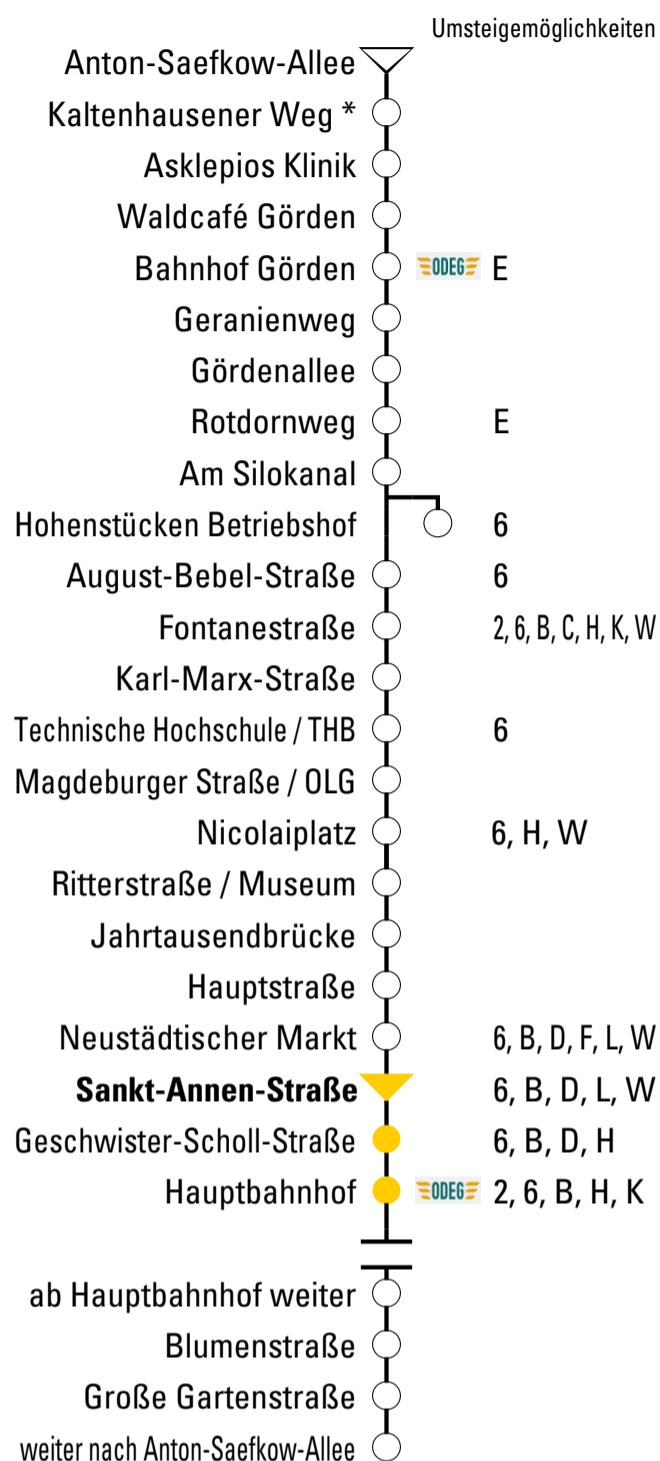 Umsteigemöglichkeiten
Anton-Saefkow-Allee
Kaltenhausener Weg *
Asklepios Klinik
Waldcafé Görden
Bahnhof Görden ODEG E
Geranienweg
Gördenallee
Rotdornweg E
Am Silokanal
Hohenstücken Betriebshof 6
August-Bebel-Straße 6
Fontanestraße 2, 6, B, C, H, K, W
Karl-Marx-Straße
Technische Hochschule / THB 6
Magdeburger Straße / OLG
Nicolaiplatz 6, H, W
Ritterstraße / Museum
Jahrtausendbrücke
Hauptstraße
Neustädtischer Markt 6, B, D, F, L, W
Sankt-Annen-Straße 6, B, D, L, W
Geschwister-Scholl-Straße 6, B, D, H
Hauptbahnhof ODEG 2, 6, B, H, K
ab Hauptbahnhof weiter
Blumenstraße
Große Gartenstraße
weiter nach Anton-Saefkow-Allee